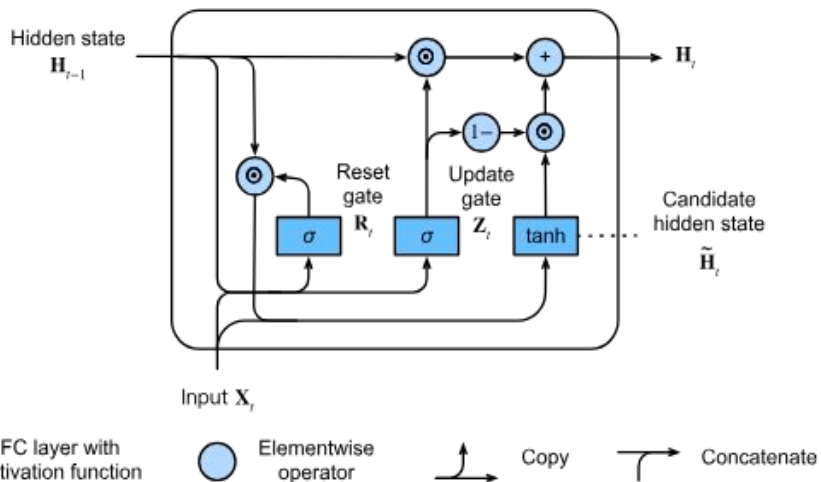 Hidden state
H_{t−1}
H_t
1−
Reset
gate
R_t
Update
gate
Z_t
Candidate
hidden state
H̃_t
σ
σ
tanh
+
Input X_t
FC layer with
tivation function
Elementwise
operator
Copy
Concatenate